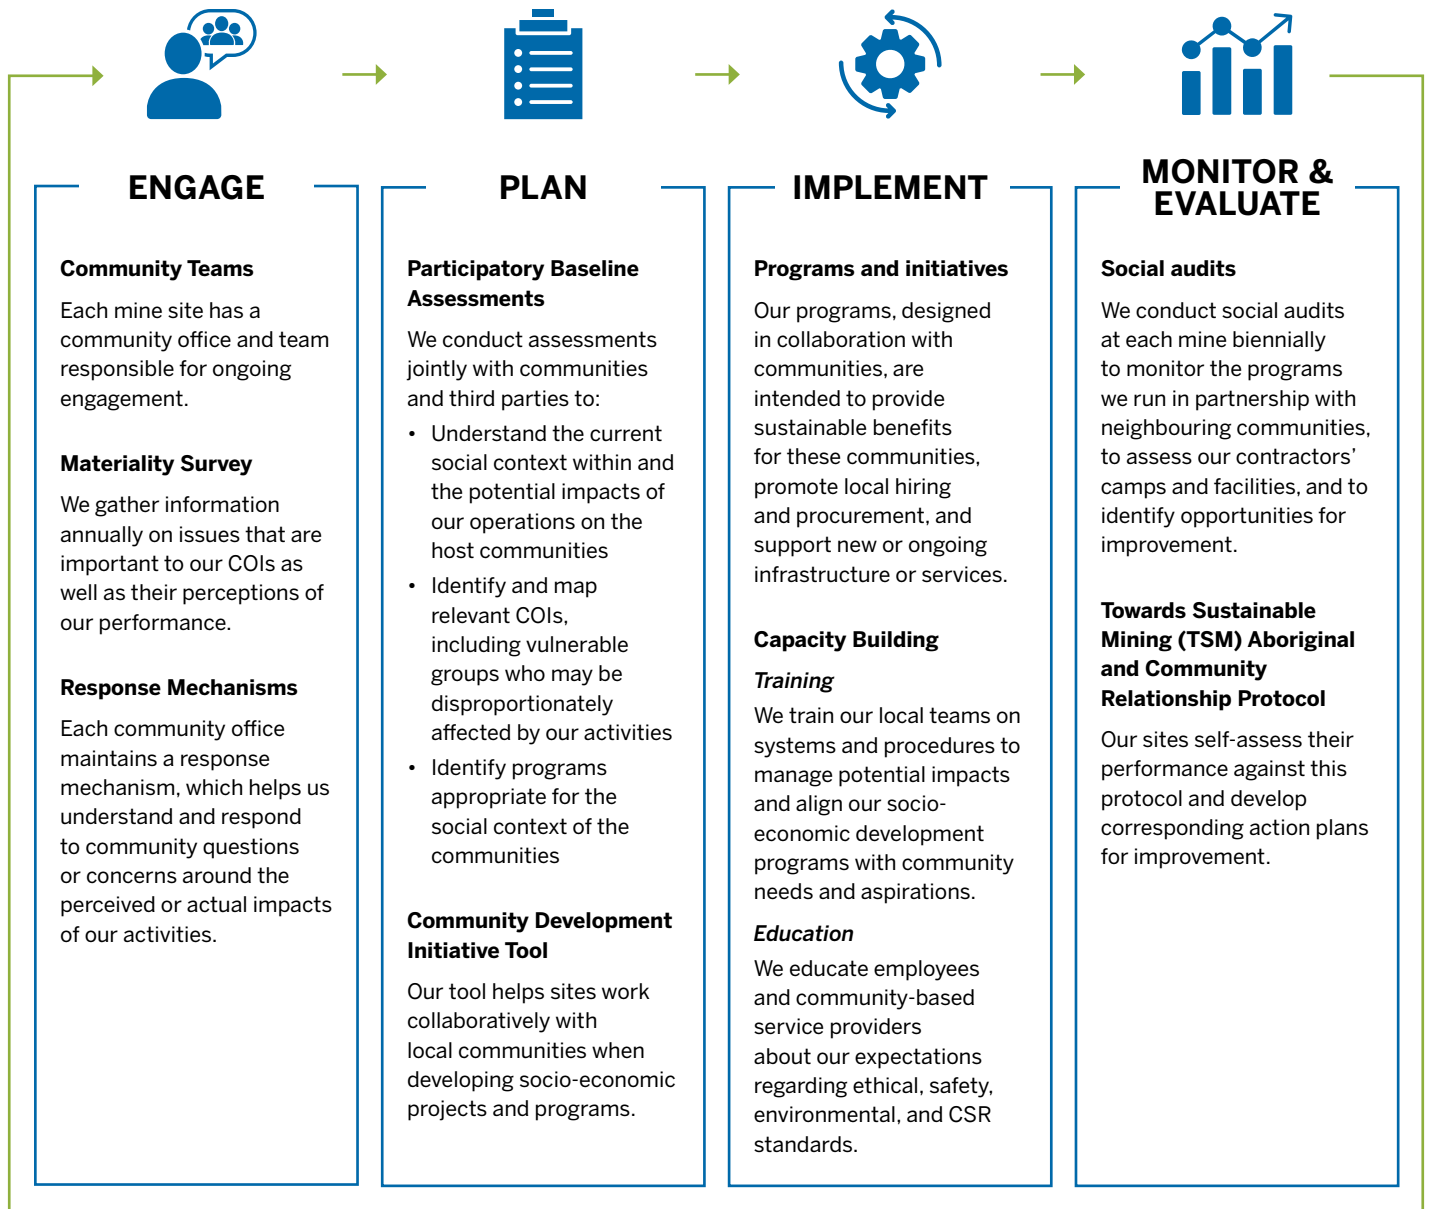 ENGAGE
Community Teams
Each mine site has a
community office and team
responsible for ongoing
engagement.
Materiality Survey
We gather information
annually on issues that are
important to our COIs as
well as their perceptions of
our performance.
Response Mechanisms
Each community office
maintains a response
mechanism, which helps us
understand and respond
to community questions
or concerns around the
perceived or actual impacts
of our activities.
PLAN
Participatory Baseline
Assessments
We conduct assessments
jointly with communities
and third parties to:
• Understand the current
social context within and
the potential impacts of
our operations on the
host communities
• Identify and map
relevant COIs,
including vulnerable
groups who may be
disproportionately
affected by our activities
• Identify programs
appropriate for the
social context of the
communities
Community Development
Initiative Tool
Our tool helps sites work
collaboratively with
local communities when
developing socio-economic
projects and programs.
IMPLEMENT
Programs and initiatives
Our programs, designed
in collaboration with
communities, are
intended to provide
sustainable benefits
for these communities,
promote local hiring
and procurement, and
support new or ongoing
infrastructure or services.
Capacity Building
Training
We train our local teams on
systems and procedures to
manage potential impacts
and align our socio-
economic development
programs with community
needs and aspirations.
Education
We educate employees
and community-based
service providers
about our expectations
regarding ethical, safety,
environmental, and CSR
standards.
MONITOR &
EVALUATE
Social audits
We conduct social audits
at each mine biennially
to monitor the programs
we run in partnership with
neighbouring communities,
to assess our contractors’
camps and facilities, and to
identify opportunities for
improvement.
Towards Sustainable
Mining (TSM) Aboriginal
and Community
Relationship Protocol
Our sites self-assess their
performance against this
protocol and develop
corresponding action plans
for improvement.